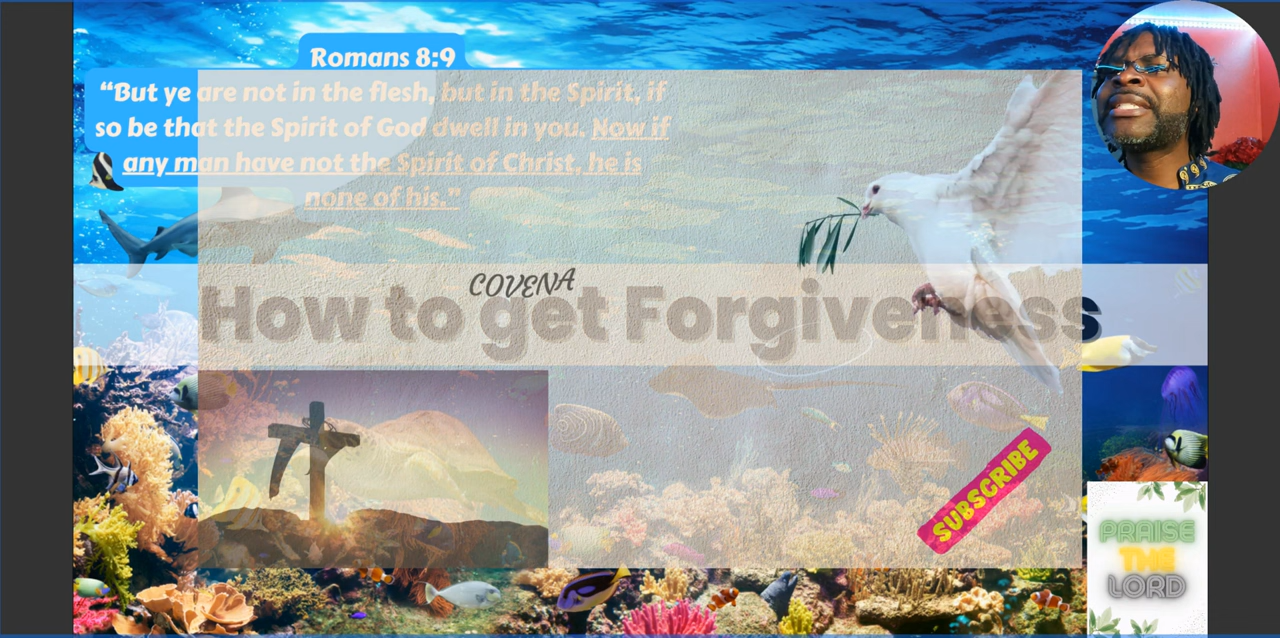 Romans 8:9
“But ye are not in the flesh, but in the Spirit, if
so be that the Spirit of God dwell in you. Now if
any man have not the Spirit of Christ, he is
none of his.”
COVENA
How to get Forgiveness
SUBSCRIBE
PRAISE
THE
LORD